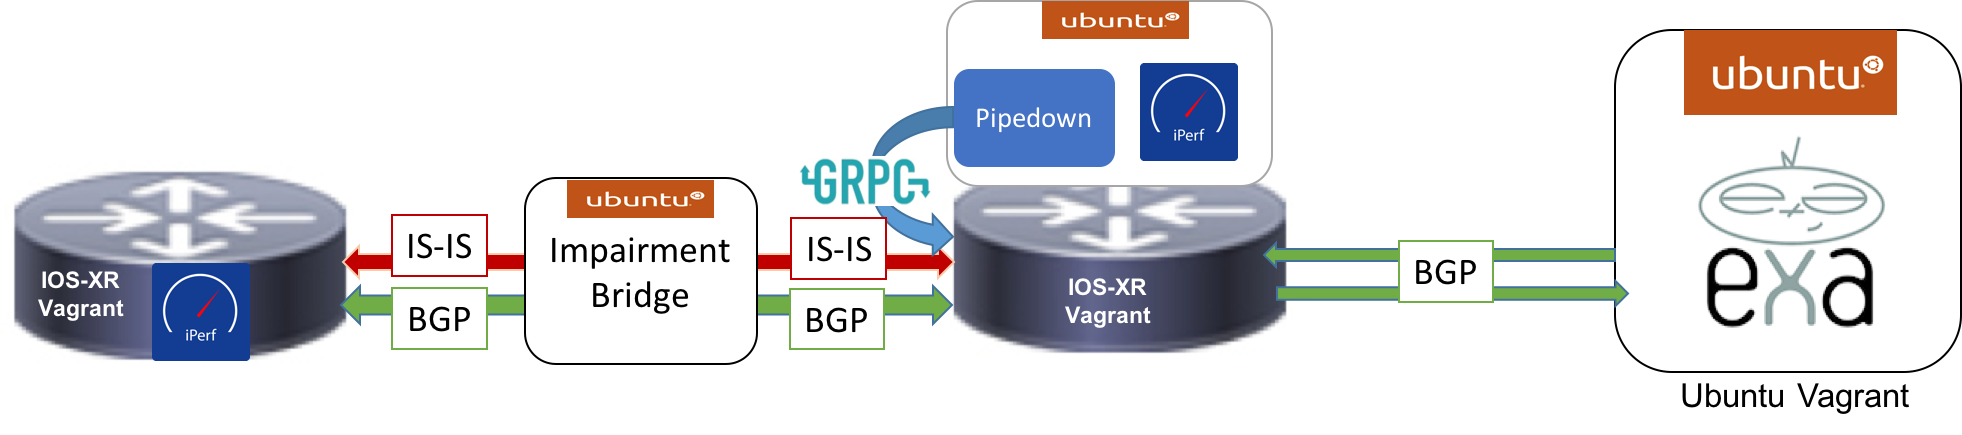 IOS-XR
Vagrant
iPerf
IS-IS
BGP
ubuntu
Impairment
Bridge
IS-IS
BGP
GRPC
ubuntu
Pipedown
iPerf
IOS-XR
Vagrant
BGP
ubuntu
exa
Ubuntu Vagrant